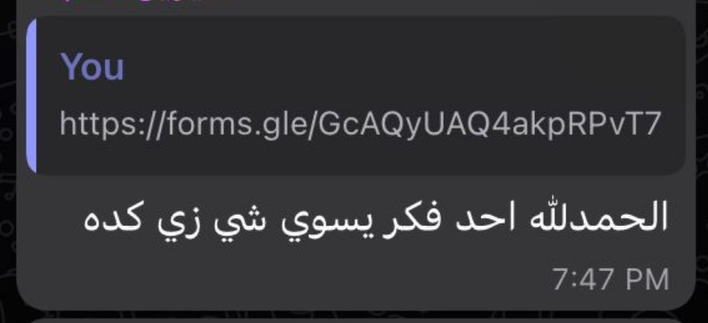 You
https://forms.gle/GcAQyUAQ4akpRPvT7
الحمدلله احد فكر يسوي شي زي كده
7:47 PM